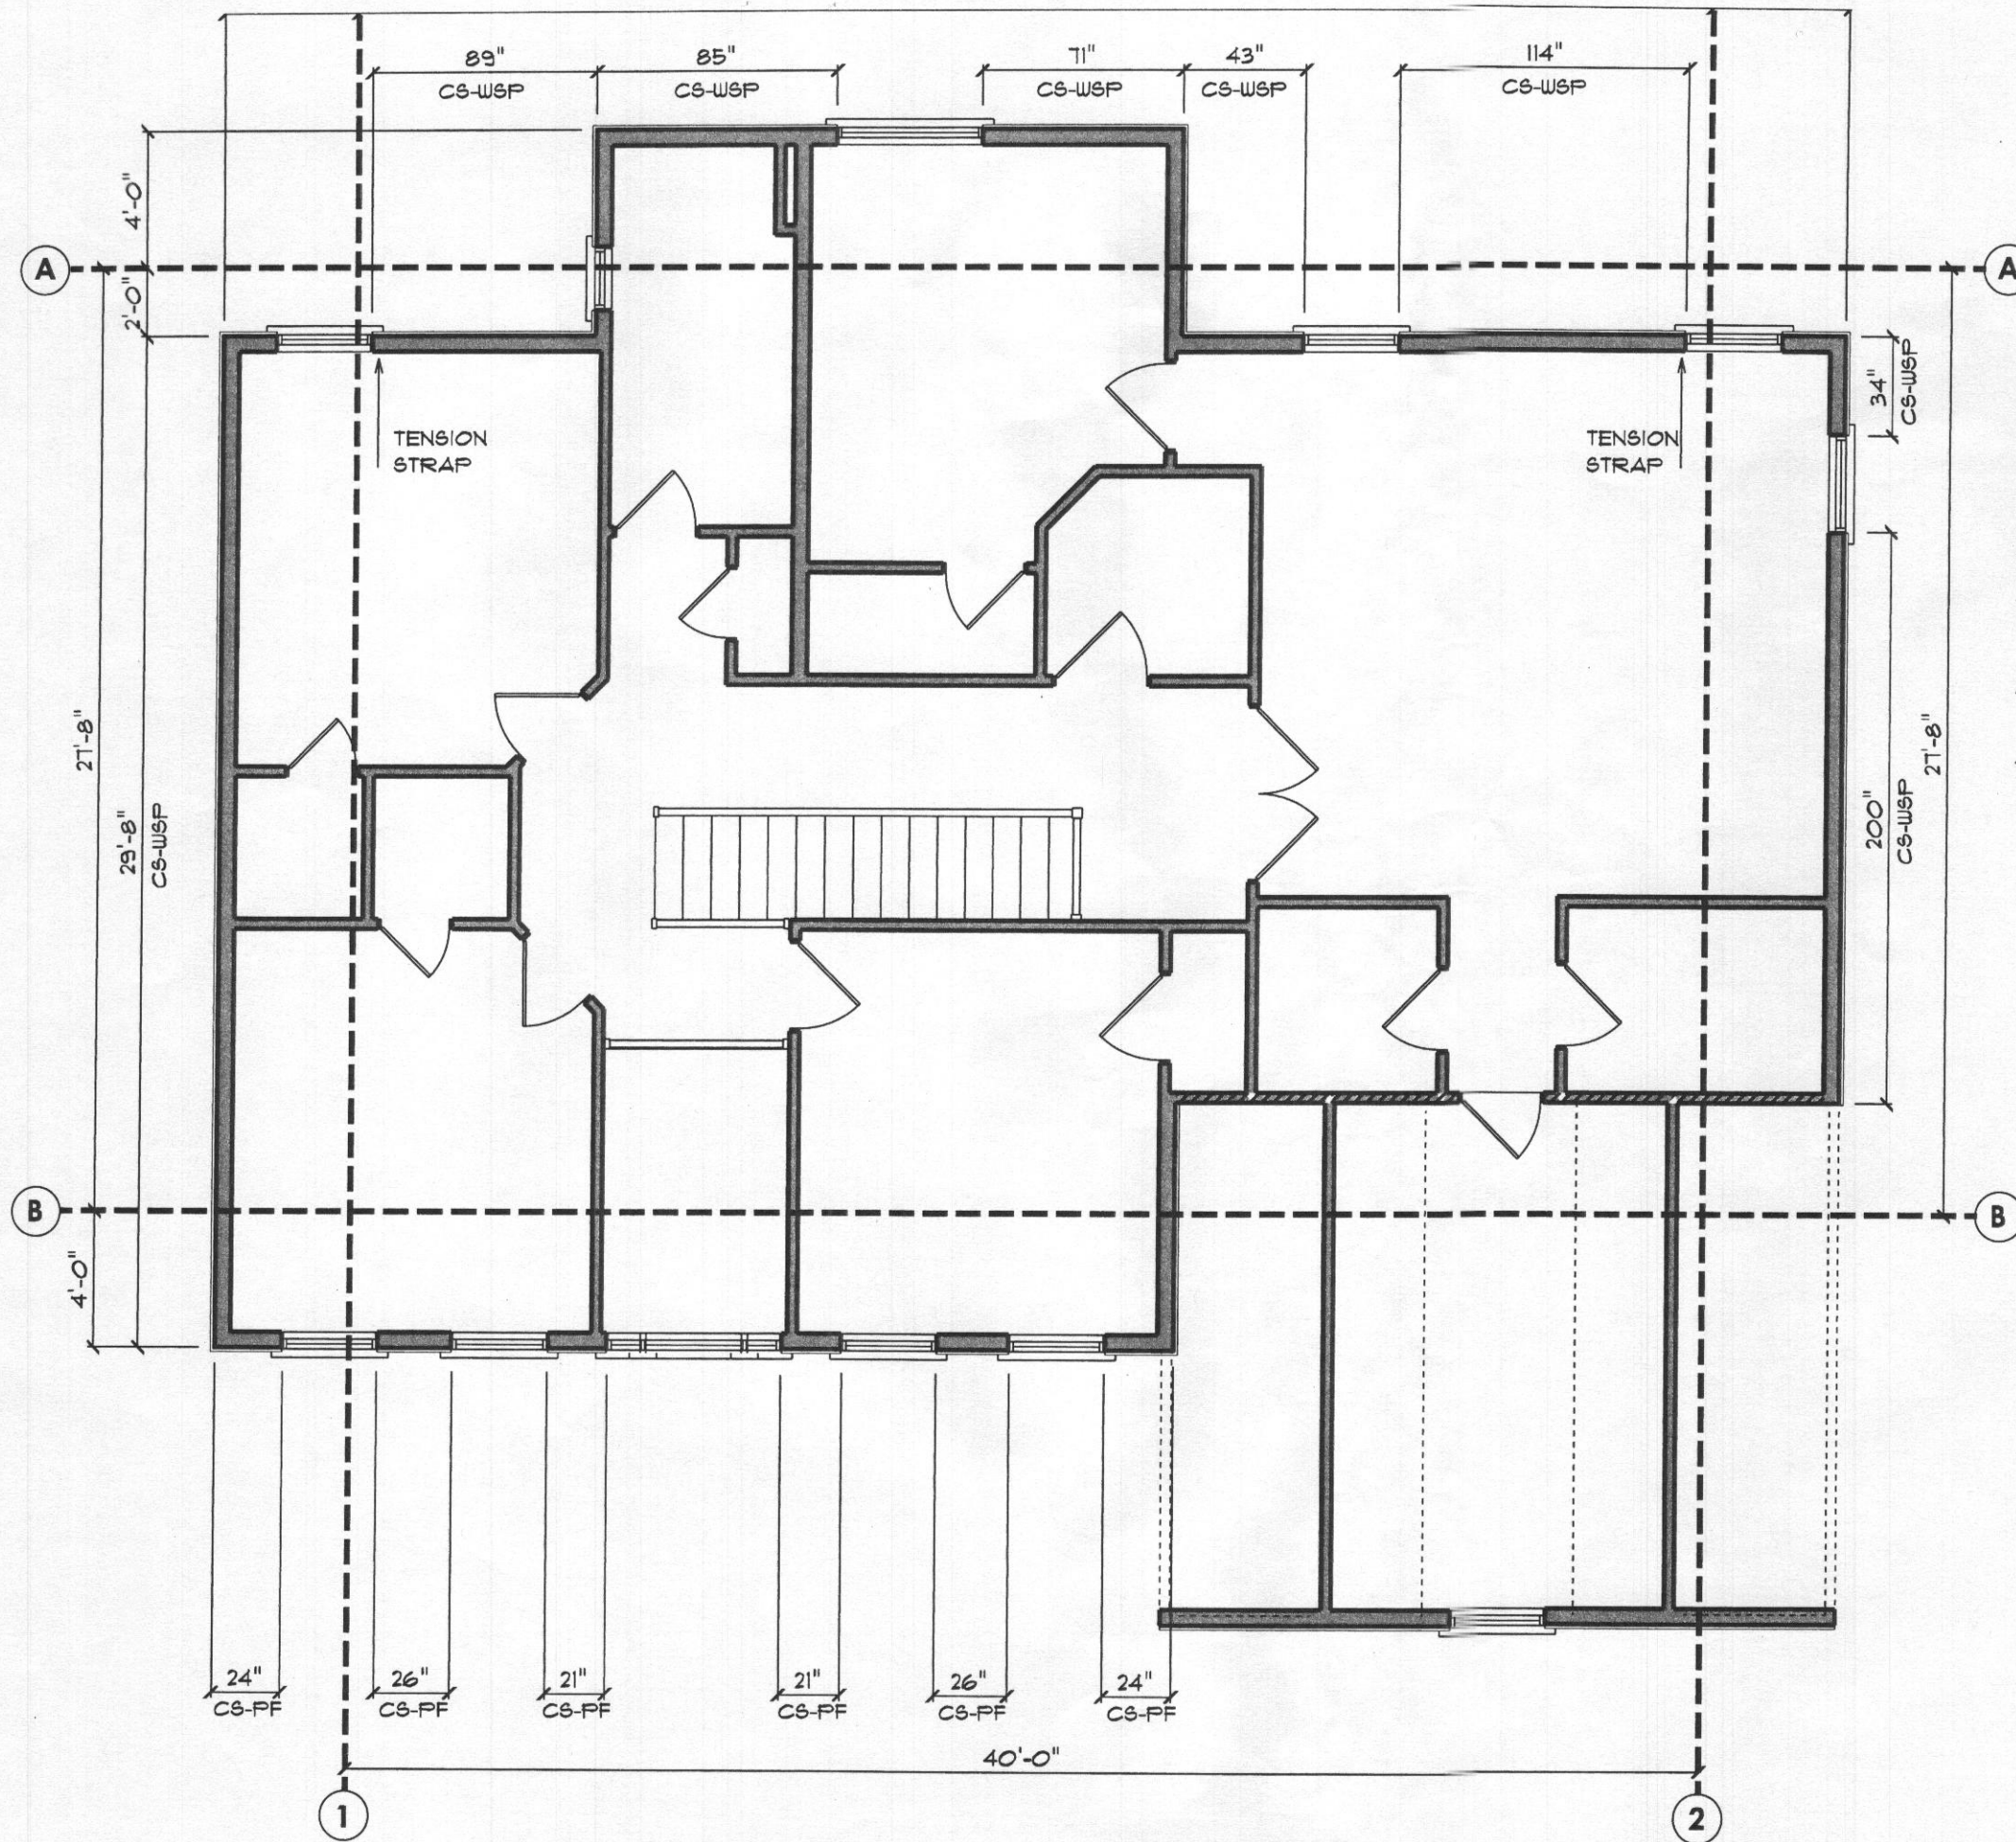 89"
CS-WSP
85"
CS-WSP
71"
CS-WSP
43"
CS-WSP
114"
CS-WSP
4'-0"
A
A
2'-0"
TENSION
STRAP
TENSION
STRAP
34"
CS-WSP
27'-8"
29'-8"
CS-WSP
200"
CS-WSP
27'-8"
B
B
4'-0"
24"
CS-PF
26"
CS-PF
21"
CS-PF
21"
CS-PF
26"
CS-PF
24"
CS-PF
40'-0"
1
2